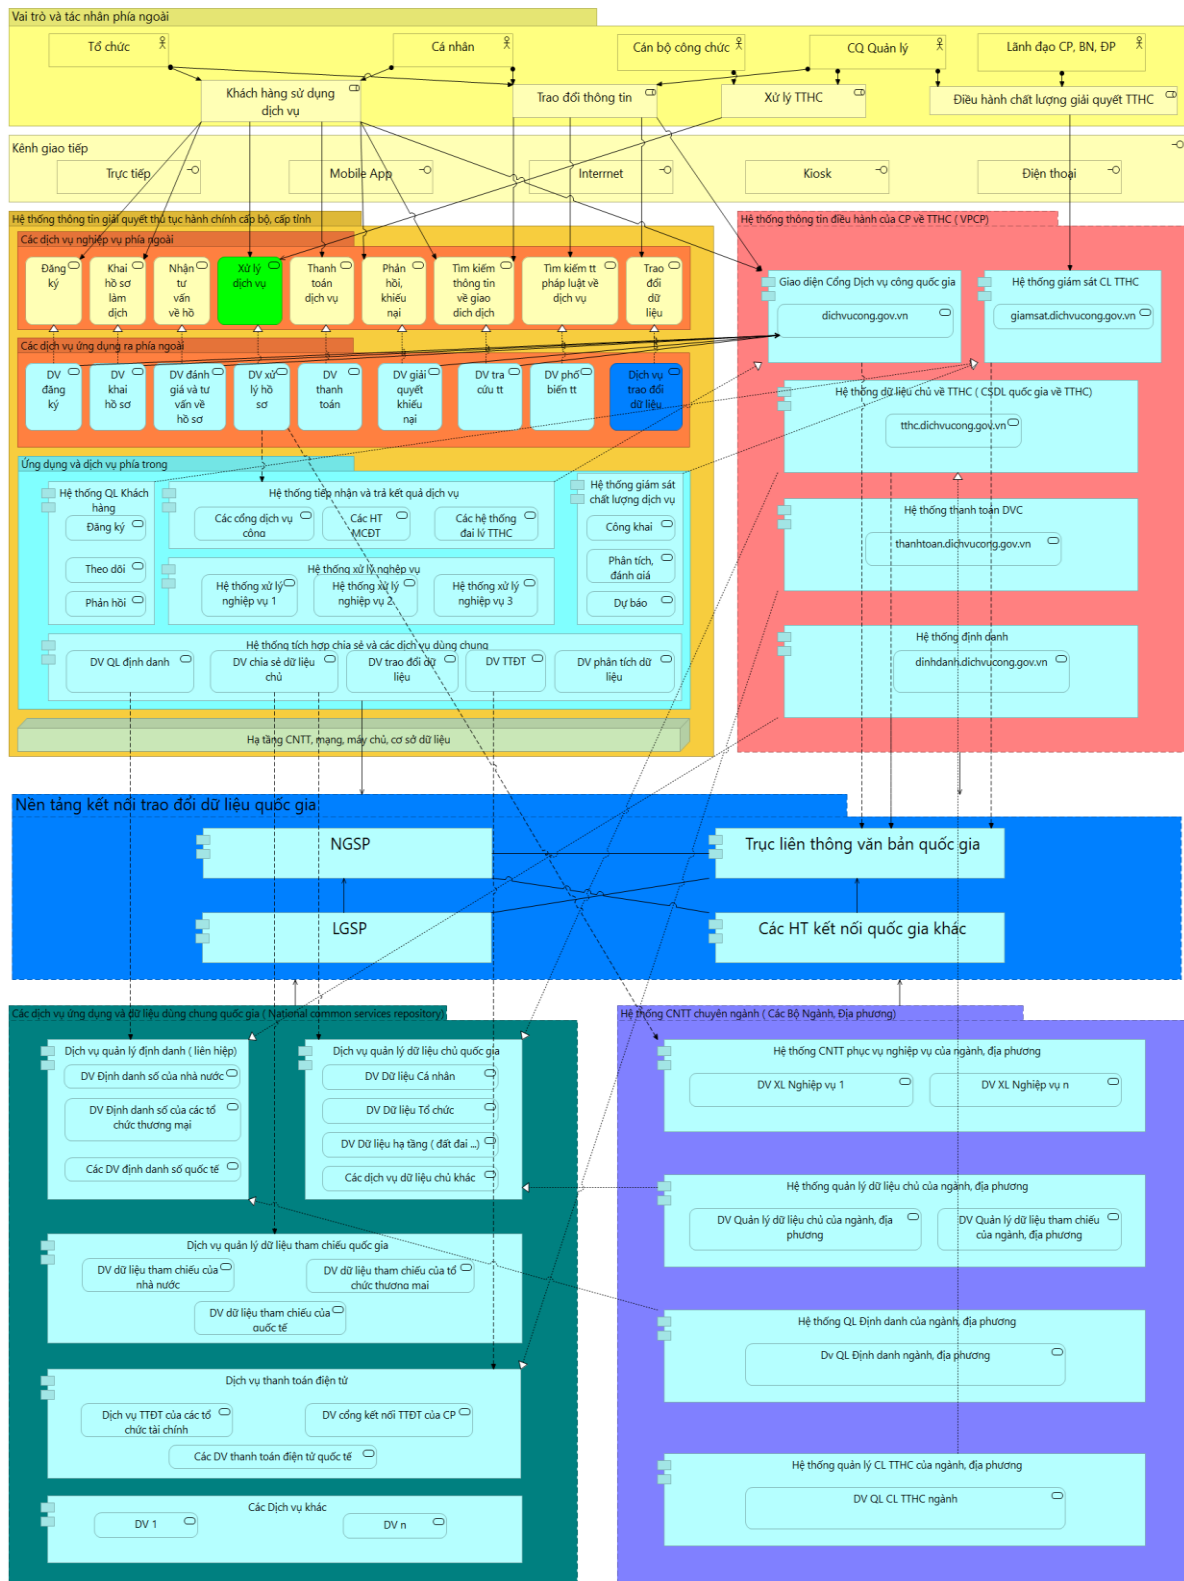 Vai trò và tác nhân phía ngoài
Tổ chức
Cá nhân
Cán bộ công chức
CQ Quản lý
Lãnh đạo CP, BN, ĐP
Khách hàng sử dụng
dịch vụ
Trao đổi thông tin
Xử lý TTHC
Điều hành chất lượng giải quyết TTHC
Kênh giao tiếp
Trực tiếp
Mobile App
Interrnet
Kiosk
Điện thoại
Hệ thống thông tin giải quyết thủ tục hành chính cấp bộ, cấp tỉnh
Các dịch vụ nghiệp vụ phía ngoài
Đăng
ký
Khai
hồ sơ
làm
dịch
Nhận
tư
vấn
về hồ
Xử lý
dịch vụ
Thanh
toán
dịch vụ
Phản
hồi,
khiếu
nại
Tìm kiếm
thông tin
về giao
dich dịch
Tìm kiếm tt
pháp luật về
dịch vụ
Trao
đổi
dữ
liệu
Các dịch vụ ứng dụng ra phía ngoài
DV
đăng
ký
DV
khai
hồ sơ
DV đánh
giá và tư
vấn về
hồ sơ
DV xử
lý hồ
sơ
DV
thanh
toán
DV giải
quyết
khiếu
nại
DV tra
cứu tt
DV phổ
biến tt
Dịch vụ
trao đổi
dữ liệu
Ứng dụng và dịch vụ phía trong
Hệ thống QL Khách
hàng
Đăng ký
Theo dõi
Phản hồi
Hệ thống tiếp nhận và trả kết quả dịch vụ
Các cổng dịch vụ
công
Các HT
MCĐT
Các hệ thống
đại lý TTHC
Hệ thống xử lý nghệp vụ
Hệ thống xử lý
nghiệp vụ 1
Hệ thống xử lý
nghiệp vụ 2
Hệ thống xử lý
nghiệp vụ 3
Hệ thống giám sát
chất lượng dịch vụ
Công khai
Phân tích,
đánh giá
Dự báo
Hệ thống tích hợp chia sẻ và các dịch vụ dùng chung
DV QL định danh
DV chia sẻ dữ liệu
chủ
DV trao đổi dữ
liệu
DV TTĐT
DV phân tích dữ
liệu
Hạ tầng CNTT, mạng, máy chủ, cơ sở dữ liệu
Hệ thống thông tin điều hành của CP về TTHC ( VPCP)
Giao diện Cổng Dịch vụ công quốc gia
dichvucong.gov.vn
Hệ thống giám sát CL TTHC
giamsat.dichvucong.gov.vn
Hệ thống dữ liệu chủ về TTHC ( CSDL quốc gia về TTHC)
tthc.dichvucong.gov.vn
Hệ thống thanh toán DVC
thanhtoan.dichvucong.gov.vn
Hệ thống định danh
dinhdanh.dichvucong.gov.vn
Nền tảng kết nối trao đổi dữ liệu quốc gia
NGSP
Trục liên thông văn bản quốc gia
LGSP
Các HT kết nối quốc gia khác
Các dịch vụ ứng dụng và dữ liệu dùng chung quốc gia ( National common services repository)
Dịch vụ quản lý định danh ( liên hiệp)
DV Định danh số của nhà nước
DV Định danh số của các tổ
chức thương mại
Các DV định danh số quốc tế
Dịch vụ quản lý dữ liệu chủ quốc gia
DV Dữ liệu Cá nhân
DV Dữ liệu Tổ chức
DV Dữ liệu hạ tầng ( đất đai ...)
Các dịch vụ dữ liệu chủ khác
Dịch vụ quản lý dữ liệu tham chiếu quốc gia
DV dữ liệu tham chiếu của
nhà nước
DV dữ liệu tham chiếu của tổ
chức thương mại
DV dữ liệu tham chiếu của
quốc tế
Dịch vụ thanh toán điện tử
Dịch vụ TTĐT của các tổ
chức tài chính
DV cổng kết nối TTĐT của CP
Các DV thanh toán điện tử quốc tế
Các Dịch vụ khác
DV 1
DV n
Hệ thống CNTT chuyên ngành ( Các Bộ Ngành, Địa phương)
Hệ thống CNTT phục vụ nghiệp vụ của ngành, địa phương
DV XL Nghiệp vụ 1
DV XL Nghiệp vụ n
Hệ thống quản lý dữ liệu chủ của ngành, địa phương
DV Quản lý dữ liệu chủ của ngành, địa
phương
DV Quản lý dữ liệu tham chiếu
của ngành, địa phương
Hệ thống QL Định danh của ngành, địa phương
Dv QL Định danh ngành, địa phương
Hệ thống quản lý CL TTHC của ngành, địa phương
DV QL CL TTHC ngành